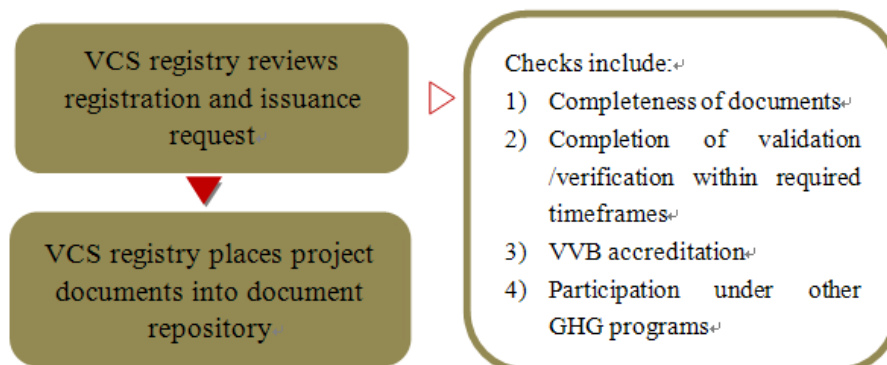 VCS registry reviews
registration and issuance
request↵
VCS registry places project
documents into document
repository↵
Checks include:↵
1) Completeness of documents↵
2) Completion of validation
/verification within required
timeframes↵
3) VVB accreditation↵
4) Participation under other
GHG programs↵